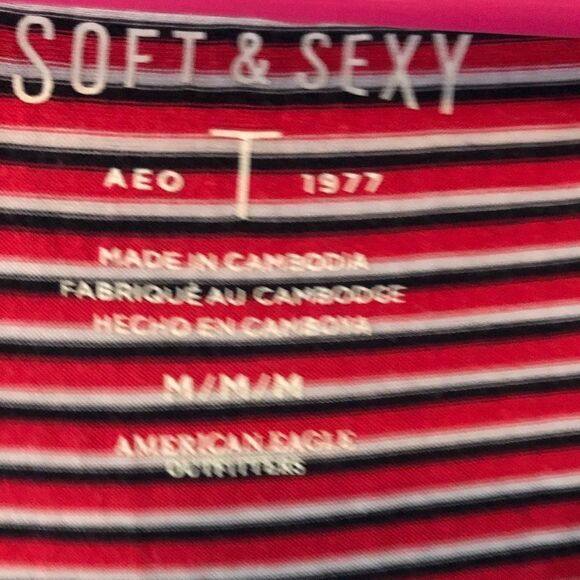 SOFT & SEXY
T
AEO 1977
MADE IN CAMBODIA
FABRIQUÉ AU CAMBODGE
HECHO EN CAMBOYA
M/M/M
AMERICAN EAGLE
OUTFITTERS